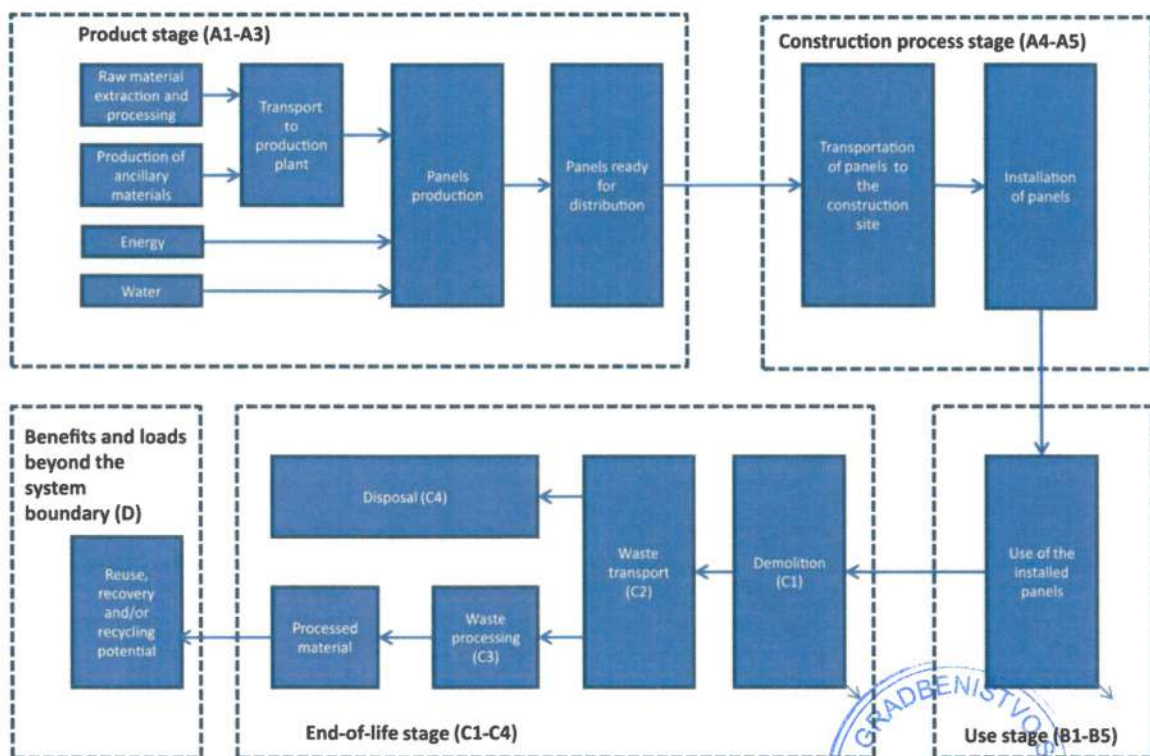 Product stage (A1-A3)
Raw material
extraction and
processing
Production of
ancillary
materials
Energy
Water
Transport
to
production
plant
Panels
production
Panels ready
for
distribution
Construction process stage (A4-A5)
Transportation
of panels to
the
construction
site
Installation
of panels
Benefits and loads
beyond the
system
boundary (D)
Reuse,
recovery
and/or
recycling
potential
Disposal (C4)
Processed
material
Waste
processing
(C3)
Waste
transport
(C2)
Demolition
(C1)
End-of-life stage (C1-C4)
Use of the
installed
panels
Use stage (B1-B5)
GRADBENIŠTVO